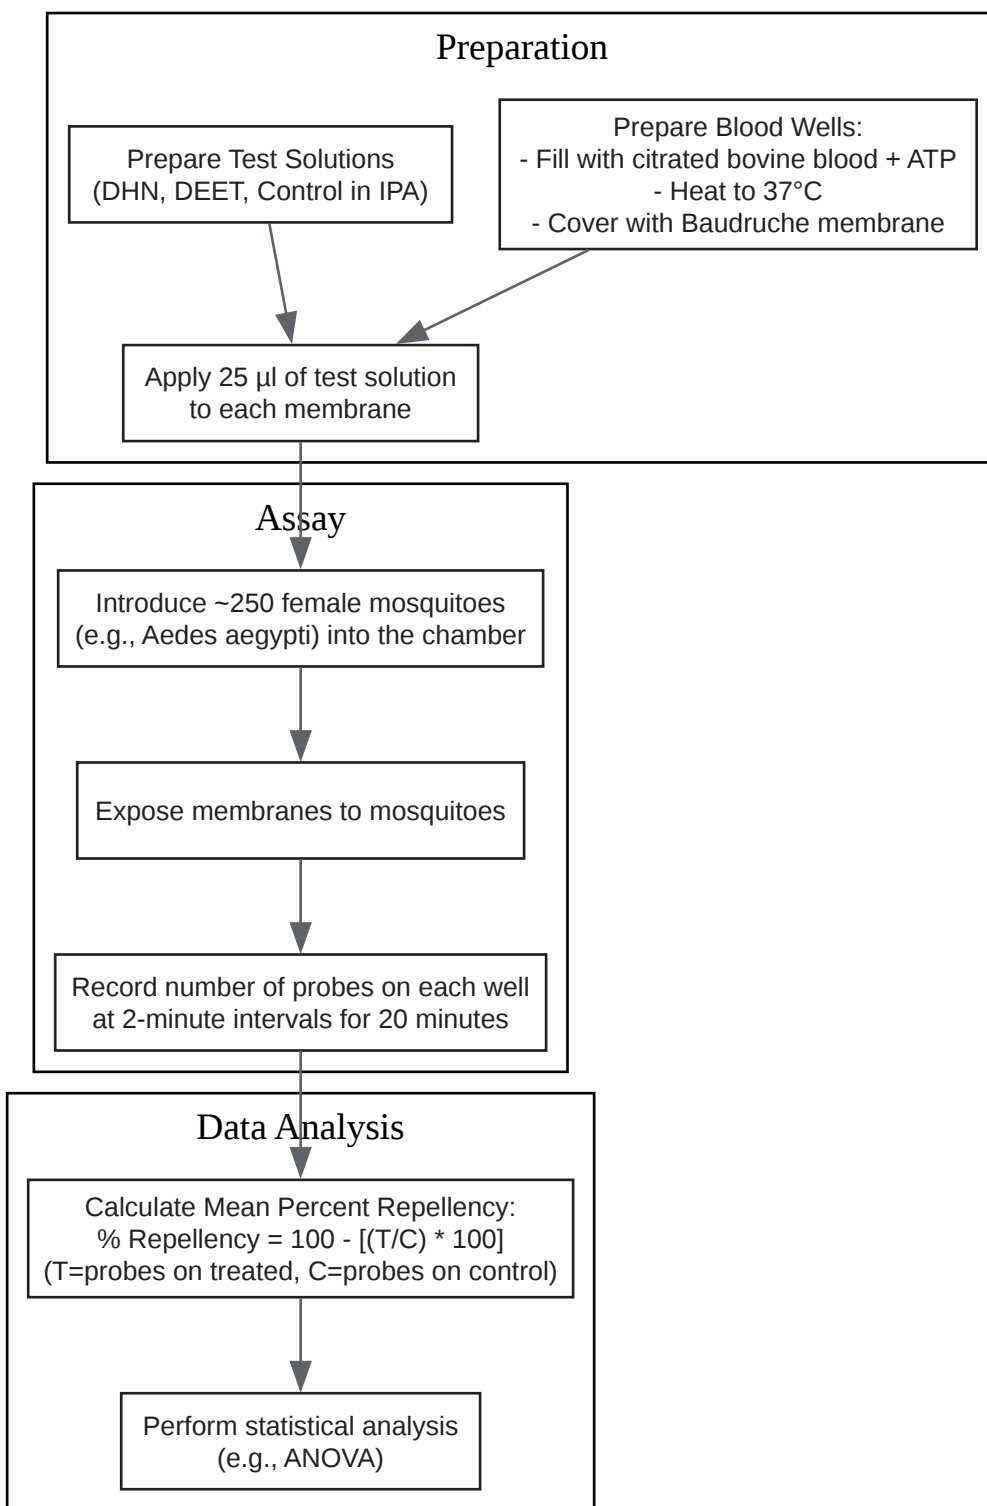 Preparation
Prepare Test Solutions
(DHN, DEET, Control in IPA)
Prepare Blood Wells:
- Fill with citrated bovine blood + ATP
- Heat to 37°C
- Cover with Baudruche membrane
Apply 25 µl of test solution
to each membrane
Assay
Introduce ~250 female mosquitoes
(e.g., Aedes aegypti) into the chamber
Expose membranes to mosquitoes
Record number of probes on each well
at 2-minute intervals for 20 minutes
Data Analysis
Calculate Mean Percent Repellency:
% Repellency = 100 - [(T/C) * 100]
(T=probes on treated, C=probes on control)
Perform statistical analysis
(e.g., ANOVA)